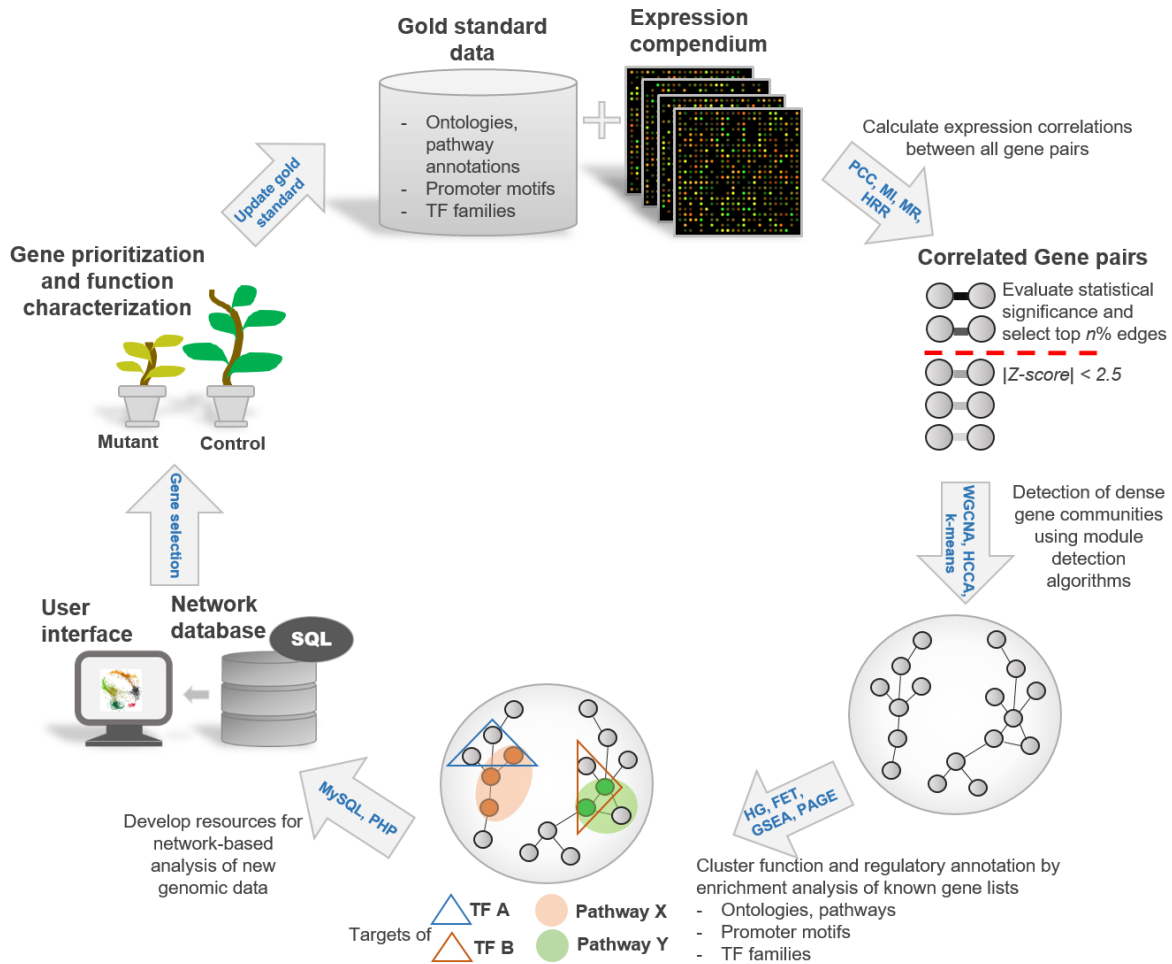 Gold standard
data
- Ontologies,
pathway
annotations
- Promoter motifs
- TF families
Expression
compendium
Calculate expression correlations
between all gene pairs
PCC, MI, MR,
HRR
Correlated Gene pairs
Evaluate statistical
significance and
select top n% edges
|Z-score| < 2.5
WGCNA, HCCA,
k-means
Detection of dense
gene communities
using module
detection
algorithms
HG, FET,
GSEA, PAGE
Cluster function and regulatory annotation by
enrichment analysis of known gene lists
- Ontologies, pathways
- Promoter motifs
- TF families
Targets of
TF A
TF B
Pathway X
Pathway Y
MySQL, PHP
Develop resources for
network-based
analysis of new
genomic data
Network
database
SQL
User
interface
Gene selection
Gene prioritization
and function
characterization
Mutant
Control
Update gold
standard